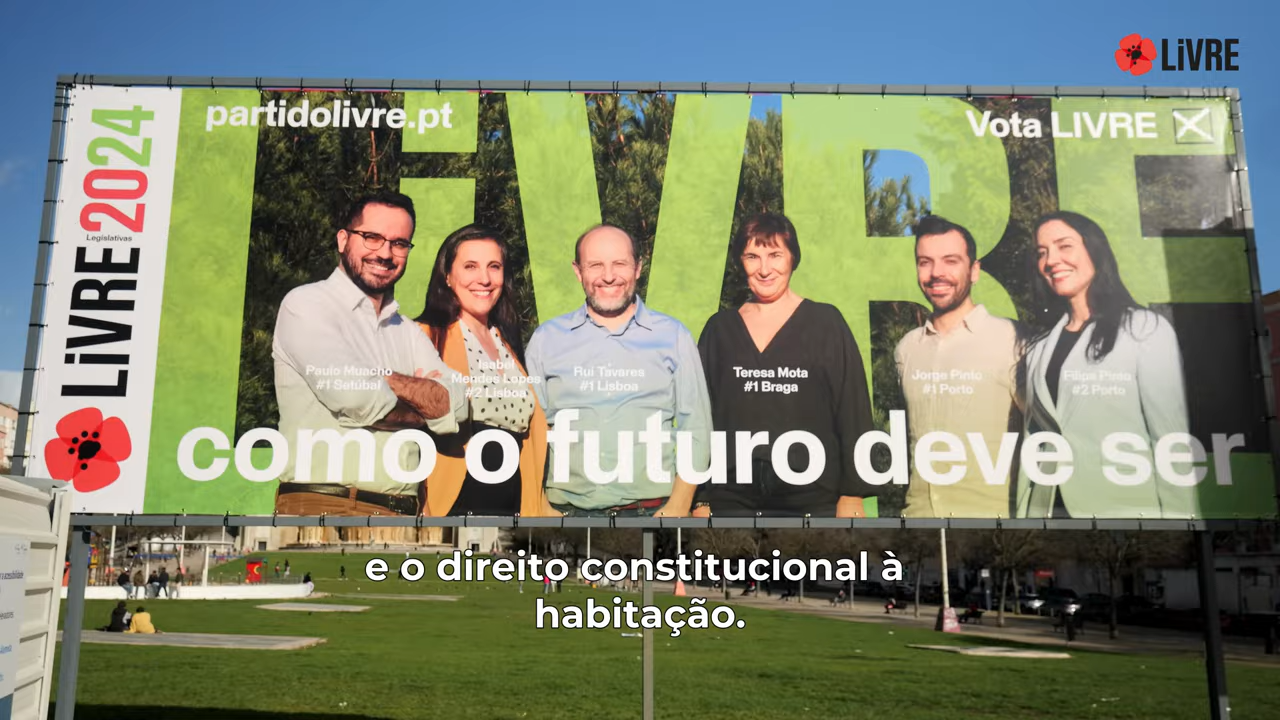 LiVRE
partidolivre.pt
Vota LIVRE
LiVRE 2024
Legislativas
LiVRE
Paulo Muacho
#1 Setúbal
Isabel
Mendes Lopes
#2 Lisboa
Rui Tavares
#1 Lisboa
Teresa Mota
#1 Braga
Jorge Pinto
#1 Porto
Filipa Pinto
#2 Porto
como o futuro deve ser
e o direito constitucional à
habitação.